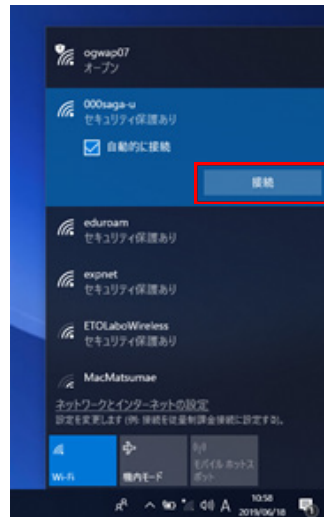 ogwap07
オープン
000saga-u
セキュリティ保護あり
自動的に接続
接続
eduroam
セキュリティ保護あり
expnet
セキュリティ保護あり
ETOLaboWireless
セキュリティ保護あり
MacMatsumae
ネットワークとインターネットの設定
設定を変更します (例: 接続を従量制課金接続に設定する)。
Wi-Fi
機内モード
モバイル ホットス
ポット
A
10:58
2019/06/18